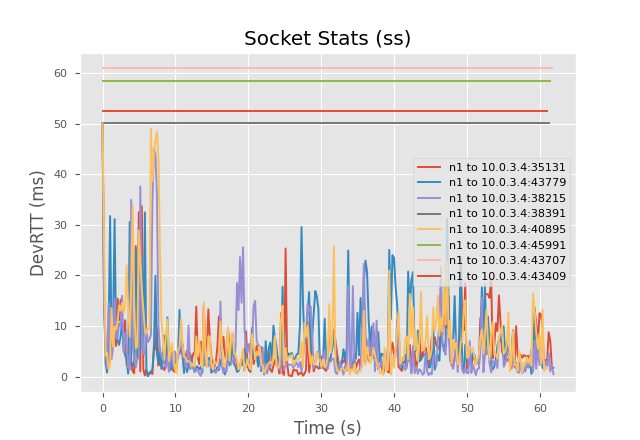 Socket Stats (ss)
DevRTT (ms)
60
50
40
30
20
10
0
n1 to 10.0.3.4:35131
n1 to 10.0.3.4:43779
n1 to 10.0.3.4:38215
n1 to 10.0.3.4:38391
n1 to 10.0.3.4:40895
n1 to 10.0.3.4:45991
n1 to 10.0.3.4:43707
n1 to 10.0.3.4:43409
0 10 20 30 40 50 60
Time (s)